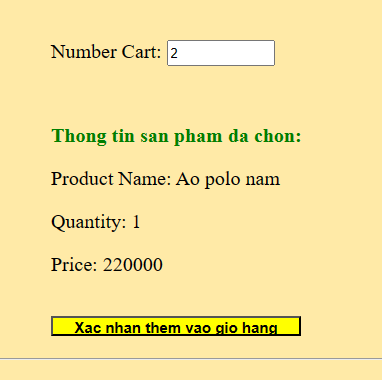 Number Cart: 2
Thong tin san pham da chon:
Product Name: Ao polo nam
Quantity: 1
Price: 220000
Xac nhan them vao gio hang